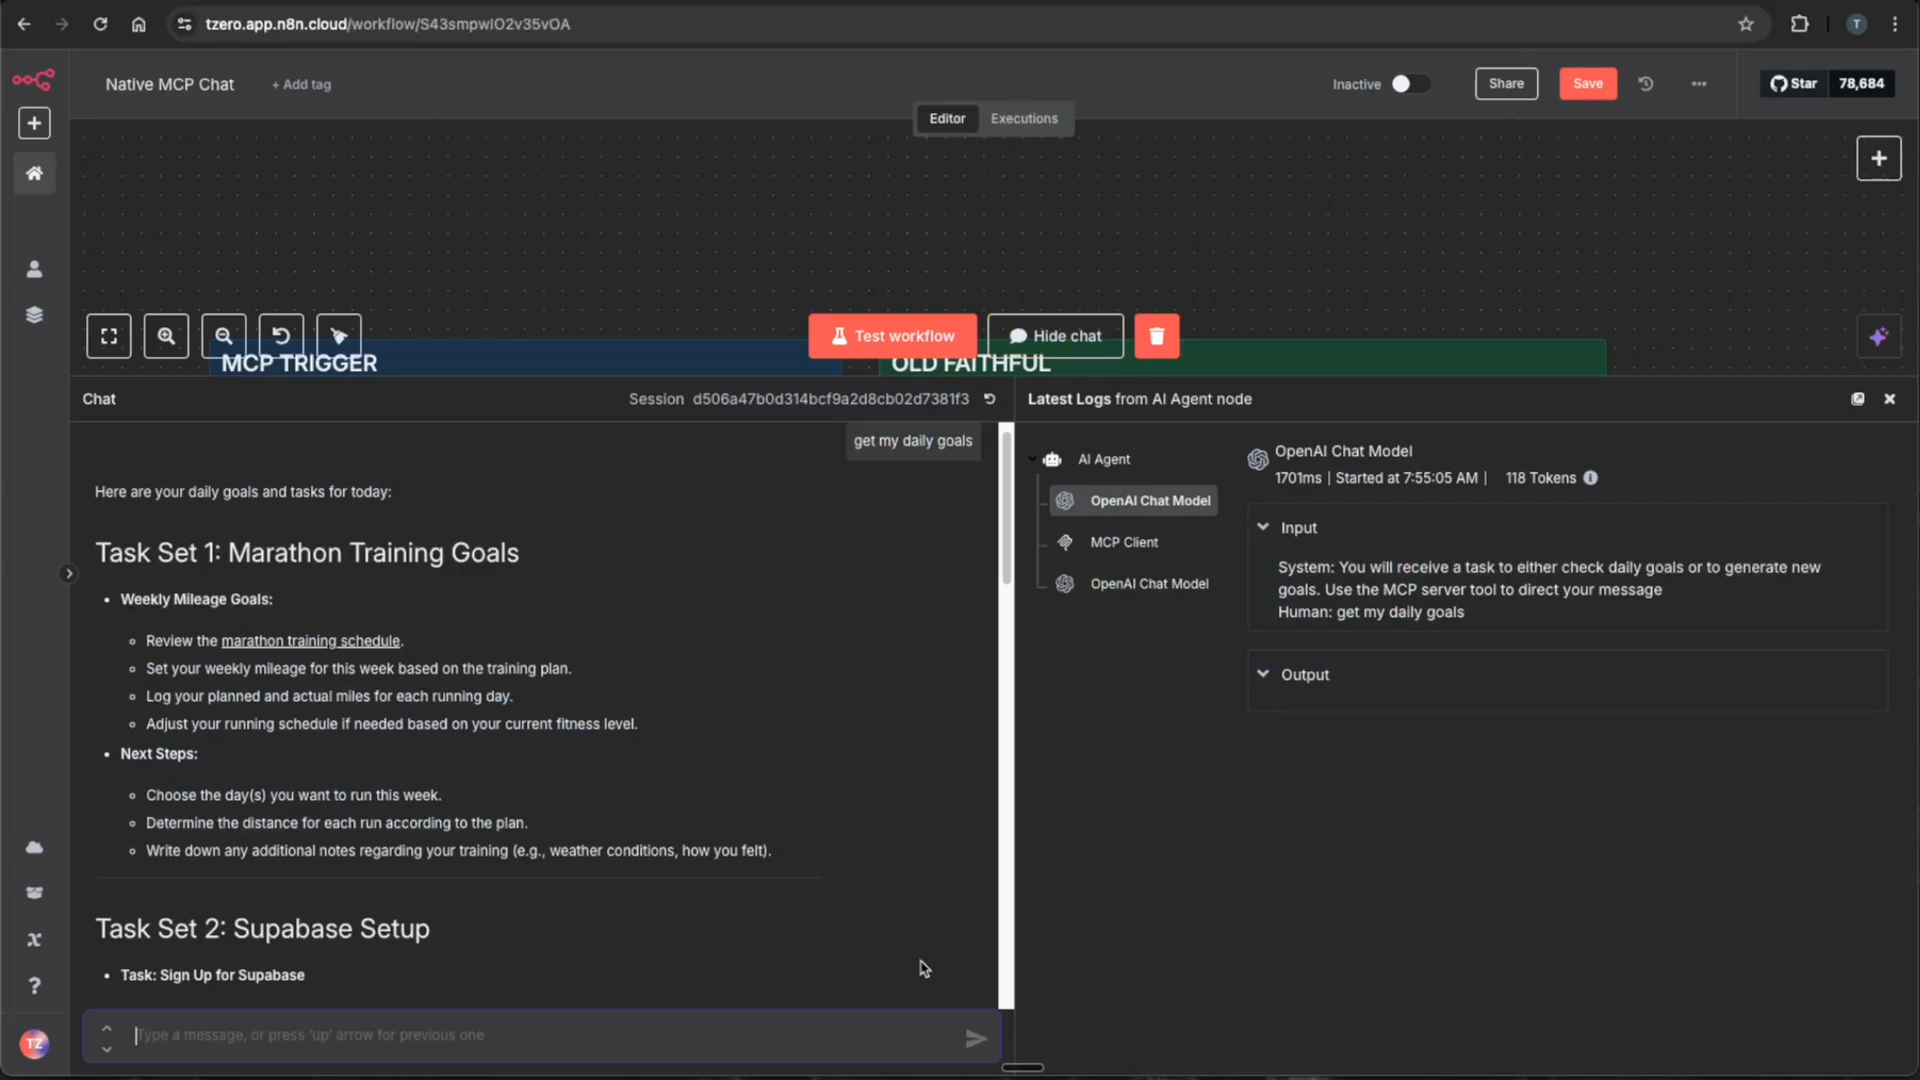 tzero.app.n8n.cloud/workflow/S43smpwlO2v35vOA
T
Native MCP Chat
+ Add tag
Inactive
Share
Save
Star 78,684
Editor
Executions
Test workflow
Hide chat
MCP TRIGGER
OLD FAITHFUL
Chat
Session d506a47b0d314bcf9a2d8cb02d7381f3
get my daily goals
Here are your daily goals and tasks for today:
Task Set 1: Marathon Training Goals
• Weekly Mileage Goals:
Review the marathon training schedule.
Set your weekly mileage for this week based on the training plan.
Log your planned and actual miles for each running day.
Adjust your running schedule if needed based on your current fitness level.
• Next Steps:
Choose the day(s) you want to run this week.
Determine the distance for each run according to the plan.
Write down any additional notes regarding your training (e.g., weather conditions, how you felt).
Task Set 2: Supabase Setup
• Task: Sign Up for Supabase
Type a message, or press 'up' arrow for previous one
TZ
Latest Logs from AI Agent node
AI Agent
OpenAI Chat Model
MCP Client
OpenAI Chat Model
OpenAI Chat Model
1701ms | Started at 7:55:05 AM | 118 Tokens
Input
System: You will receive a task to either check daily goals or to generate new
goals. Use the MCP server tool to direct your message
Human: get my daily goals
Output